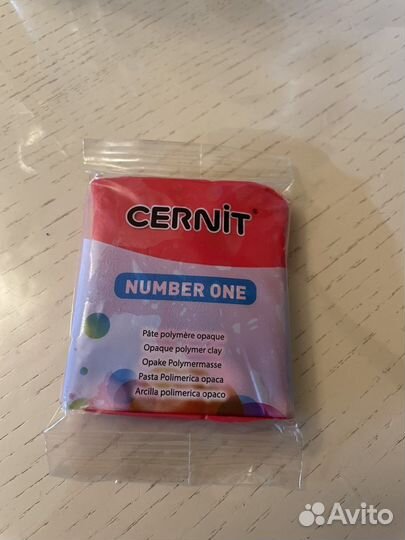 CERNIT®
NUMBER ONE
Pâte polymère opaque
Opaque polymer clay
Opake Polymermasse
Pasta Polimerica opaca
Arcilla polimerica opaco
Avito